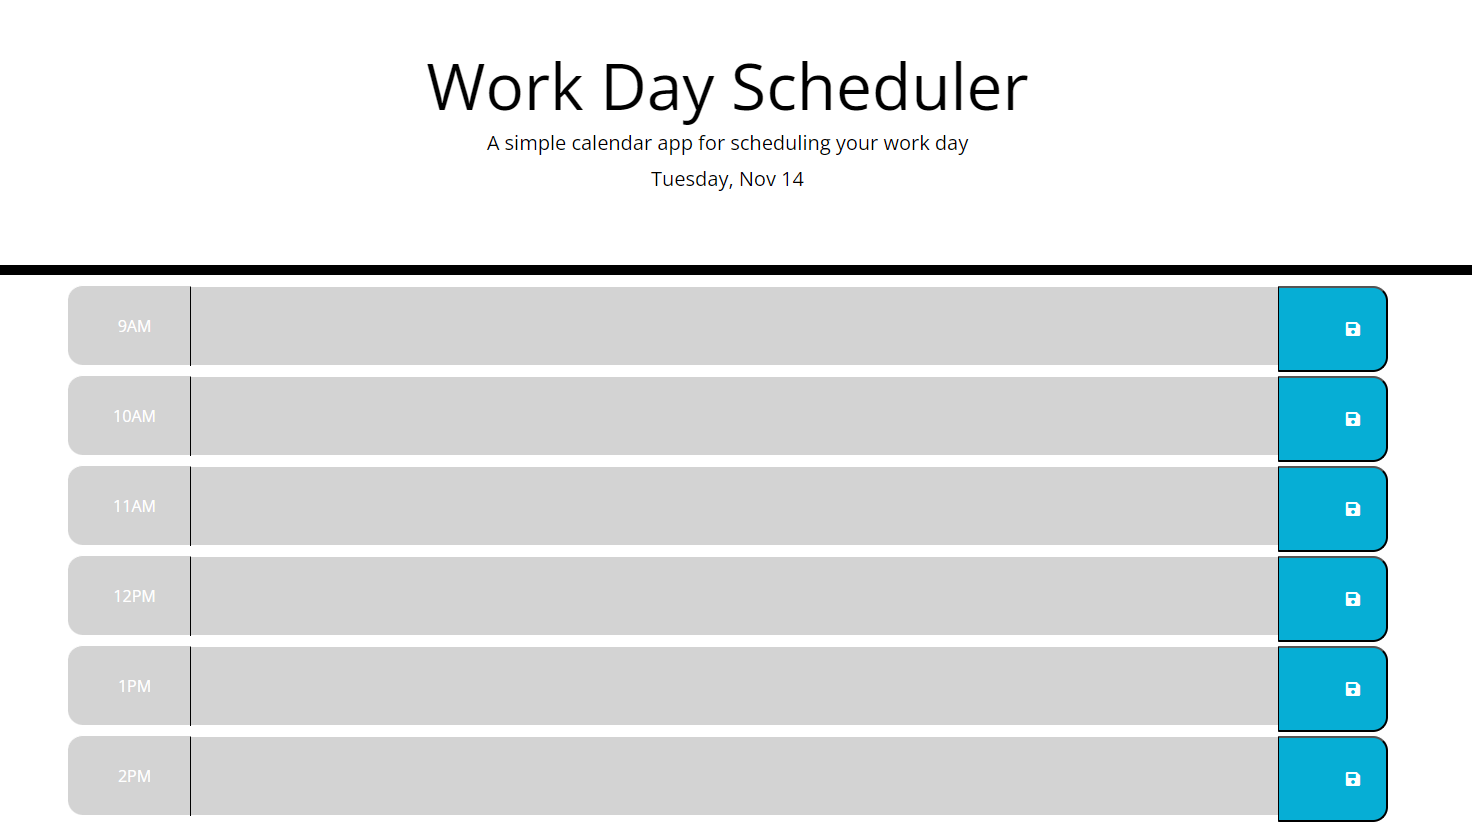 Work Day Scheduler
A simple calendar app for scheduling your work day
Tuesday, Nov 14
9AM
10AM
11AM
12PM
1PM
2PM